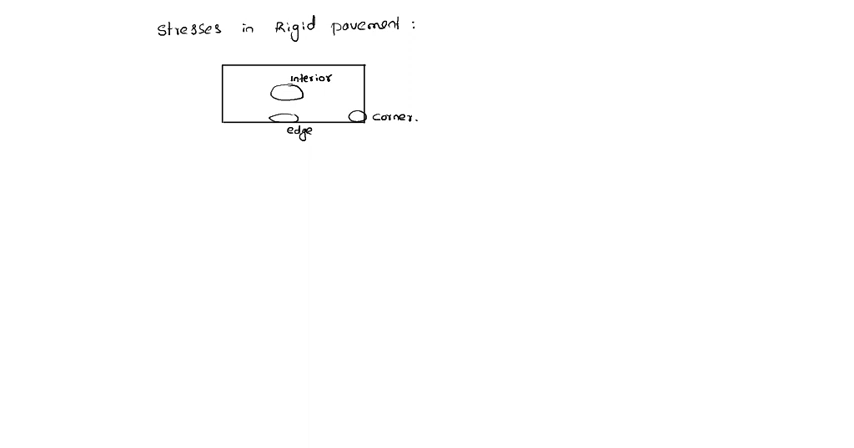 Stresses in Rigid pavement :
interior
corner.
edge